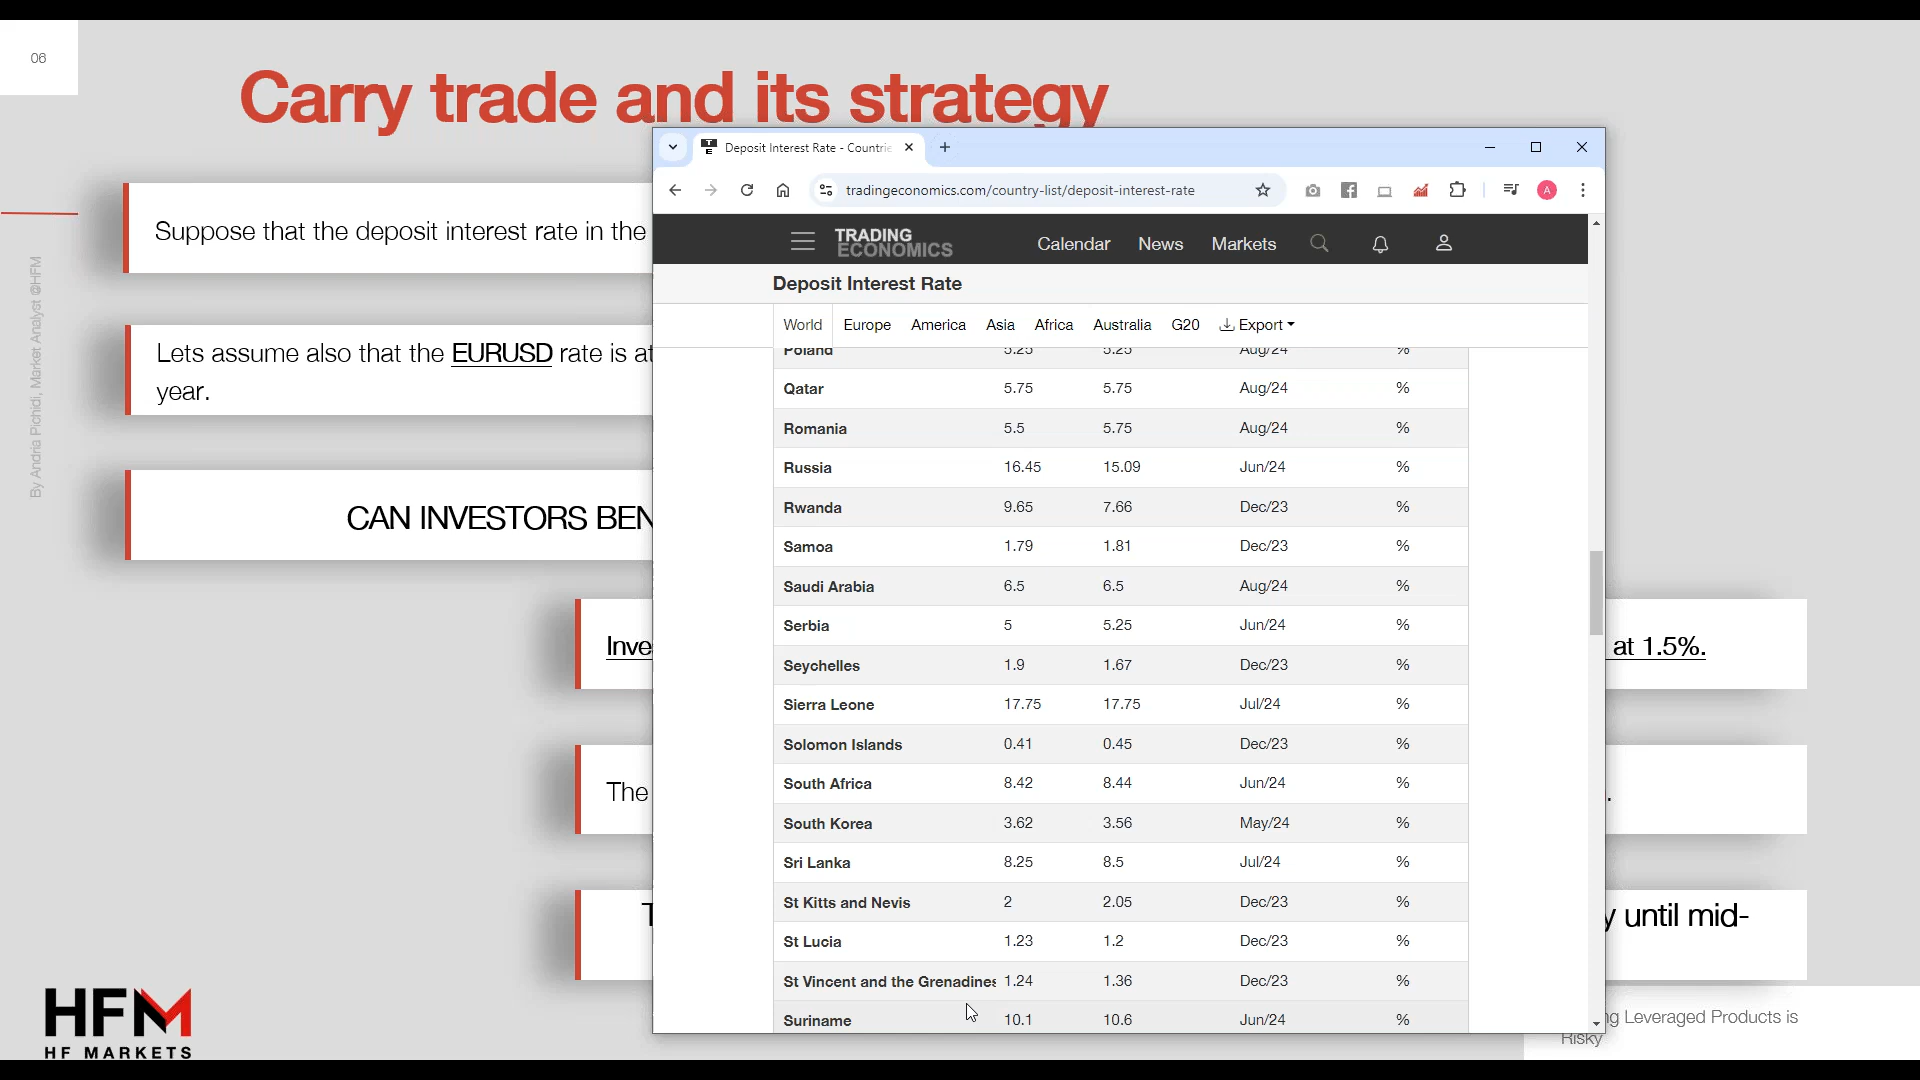 06
Carry trade and its strategy
By Andria Pichidi, Market Analyst @HFM
Suppose that the deposit interest rate in the
Lets assume also that the EURUSD rate is at
year.
CAN INVESTORS BEN
Inve
at 1.5%.
The
.
T
y until mid-
HFM
HF MARKETS
ng Leveraged Products is
Risky
Deposit Interest Rate - Countrie
tradingeconomics.com/country-list/deposit-interest-rate
A
TRADING
ECONOMICS
Calendar News Markets
Deposit Interest Rate
World Europe America Asia Africa Australia G20 Export
Poland 5.25 5.25 Aug/24 %
Qatar 5.75 5.75 Aug/24 %
Romania 5.5 5.75 Aug/24 %
Russia 16.45 15.09 Jun/24 %
Rwanda 9.65 7.66 Dec/23 %
Samoa 1.79 1.81 Dec/23 %
Saudi Arabia 6.5 6.5 Aug/24 %
Serbia 5 5.25 Jun/24 %
Seychelles 1.9 1.67 Dec/23 %
Sierra Leone 17.75 17.75 Jul/24 %
Solomon Islands 0.41 0.45 Dec/23 %
South Africa 8.42 8.44 Jun/24 %
South Korea 3.62 3.56 May/24 %
Sri Lanka 8.25 8.5 Jul/24 %
St Kitts and Nevis 2 2.05 Dec/23 %
St Lucia 1.23 1.2 Dec/23 %
St Vincent and the Grenadines 1.24 1.36 Dec/23 %
Suriname 10.1 10.6 Jun/24 %